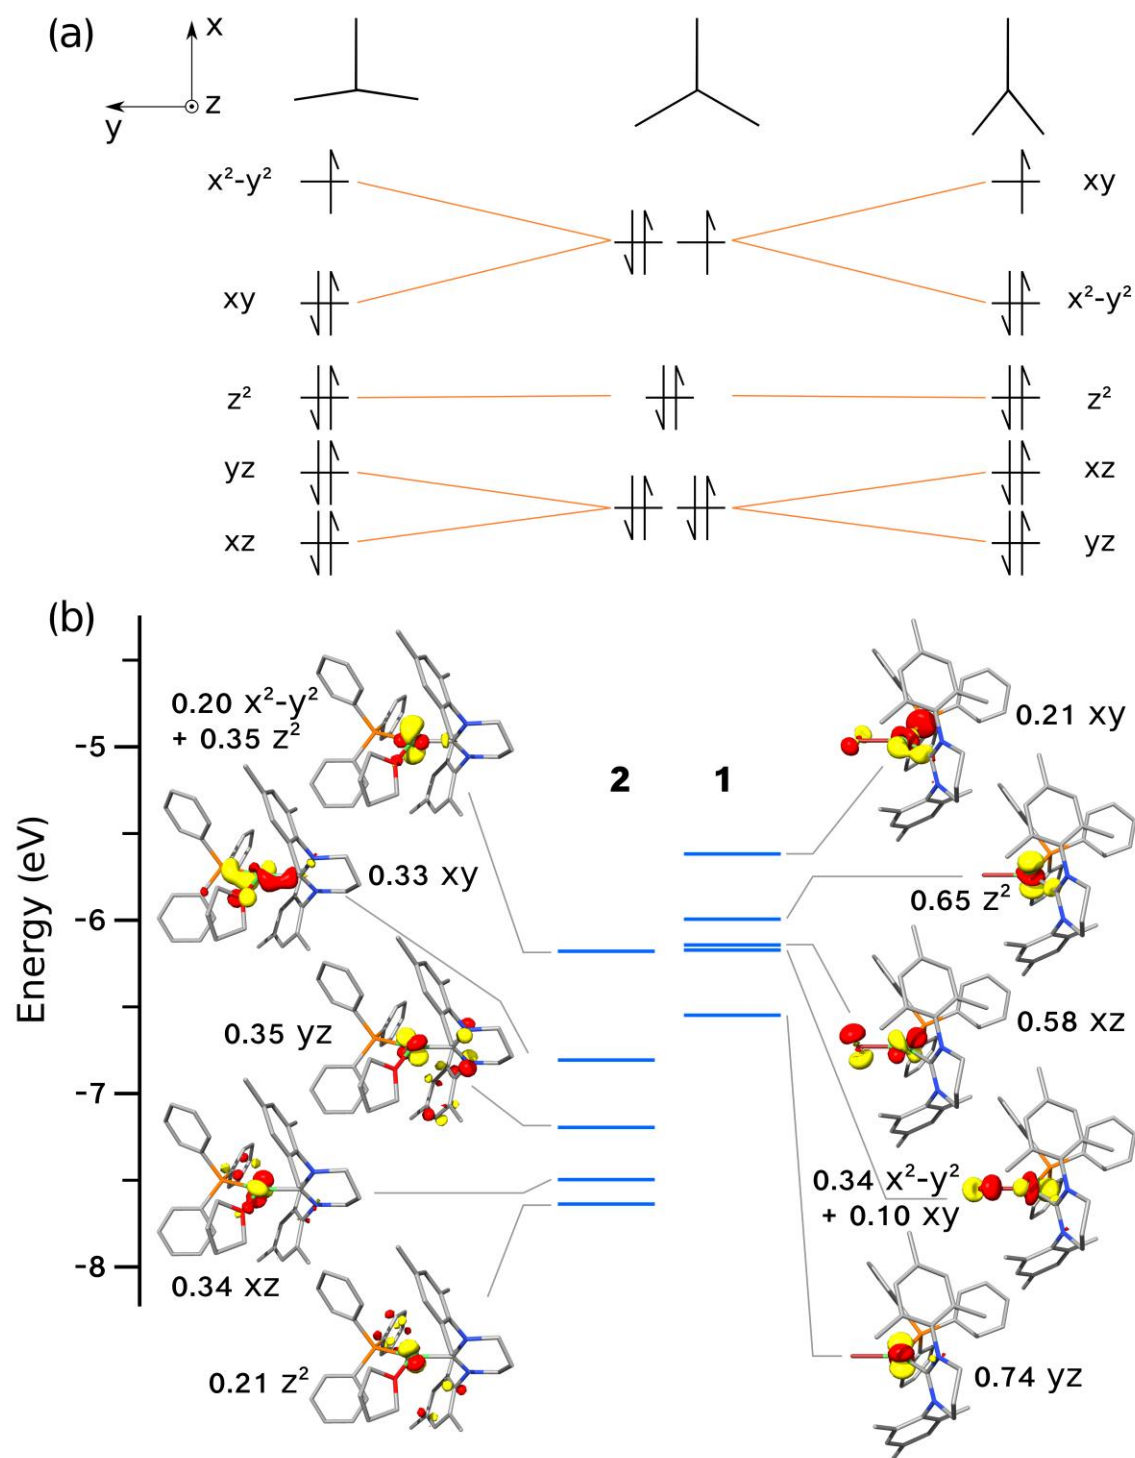 (a)
x
y
z
x²-y²
xy
xy
x²-y²
z²
z²
yz
xz
xz
yz
(b)
Energy (eV)
-5
-6
-7
-8
2
1
0.20 x²-y²
+ 0.35 z²
0.21 xy
0.33 xy
0.65 z²
0.35 yz
0.58 xz
0.34 x²-y²
+ 0.10 xy
0.34 xz
0.74 yz
0.21 z²